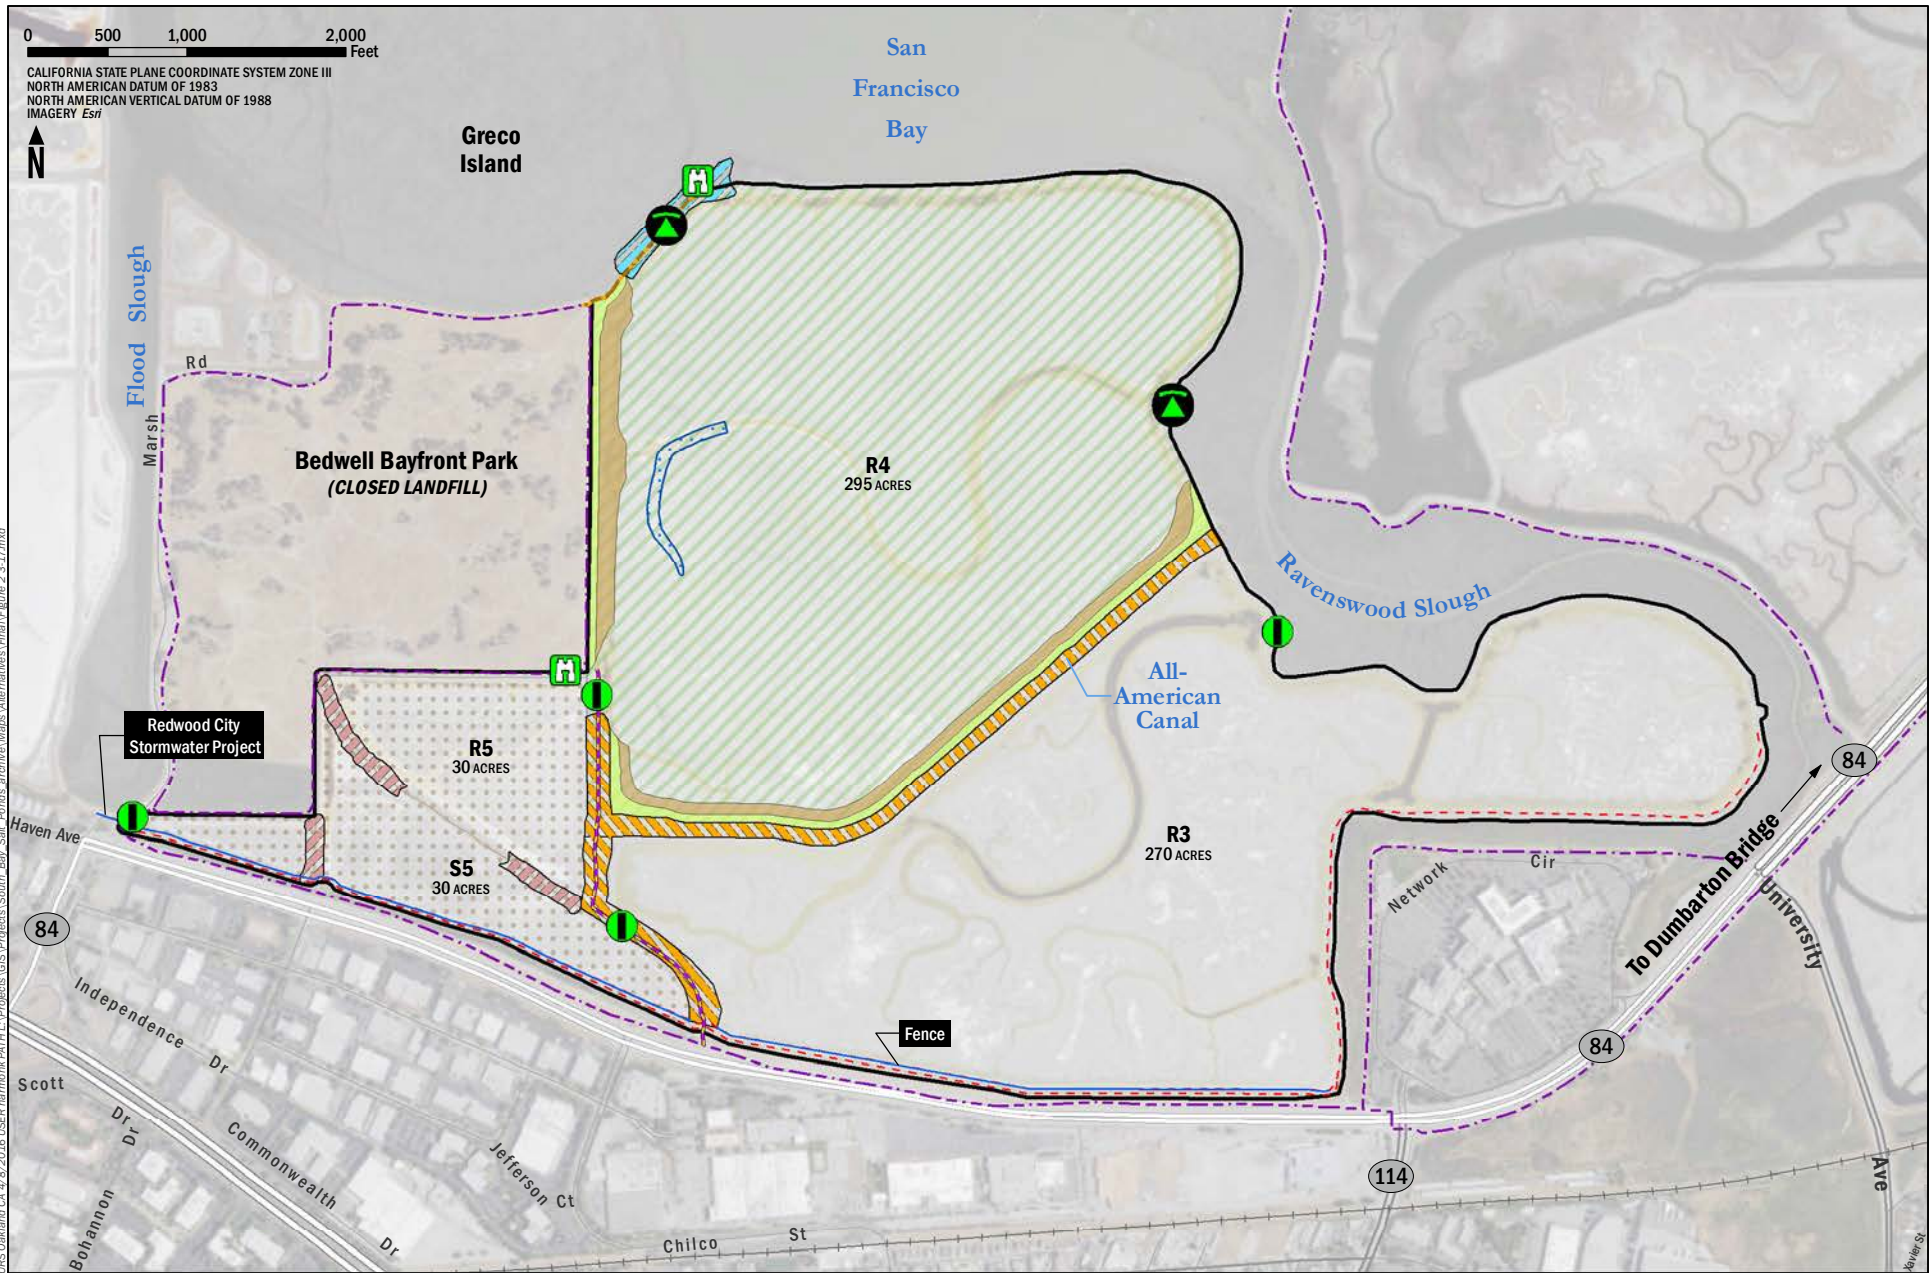 0 500 1,000 2,000
Feet
CALIFORNIA STATE PLANE COORDINATE SYSTEM ZONE III
NORTH AMERICAN DATUM OF 1983
NORTH AMERICAN VERTICAL DATUM OF 1988
IMAGERY Esri
N
San
Francisco
Bay
Greco
Island
Flood Slough
Rd
Marsh
Bedwell Bayfront Park
(CLOSED LANDFILL)
R4
295 ACRES
Ravenswood Slough
All-
American
Canal
Redwood City
Stormwater Project
R5
30 ACRES
S5
30 ACRES
R3
270 ACRES
84
To Dumbarton Bridge
University
Ave
Network
Cir
Haven Ave
84
84
Fence
Independence Dr
Scott
Dr
Dr
Commonwealth
Dr
Jefferson
Ct
Bohannon
Chilco St
114
Xavier St